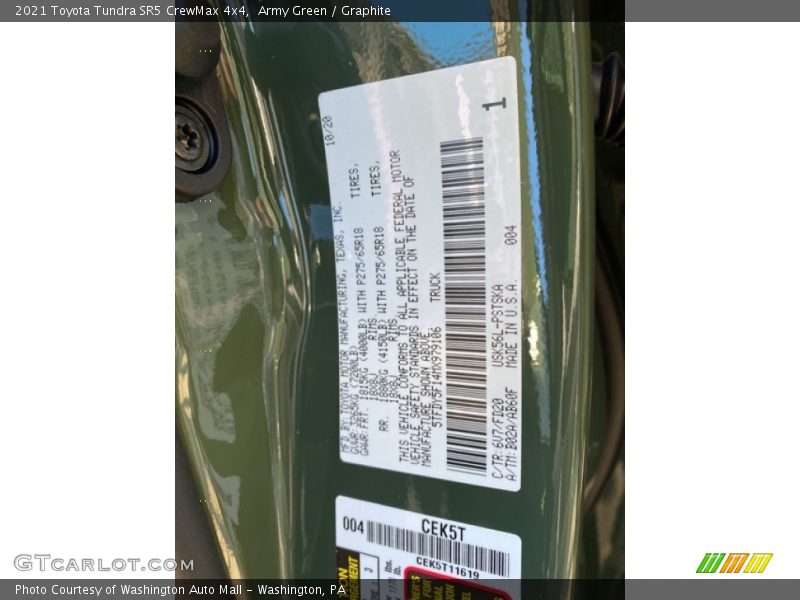 2021 Toyota Tundra SR5 CrewMax 4x4, Army Green / Graphite
10/20
MFD.BY:TOYOTA MOTOR MANUFACTURING, TEXAS, INC.
GVWR:3265KG (7200LB)
GAWR:FRT. 1815KG (4000LB) WITH P275/65R18 TIRES,
18X8J RIMS
RR. 1880KG (4150LB) WITH P275/65R18 TIRES,
18X8J RIMS
THIS VEHICLE CONFORMS TO ALL APPLICABLE FEDERAL MOTOR
VEHICLE SAFETY STANDARDS IN EFFECT ON THE DATE OF
MANUFACTURE SHOWN ABOVE.
5TFDY5F14MX979106 TRUCK
1
C/TR:6V7/FD20 USK56L-PSTSKA 004
A/TM:B02A/AB60F MADE IN U.S.A.
004 CEK5T
CEK5T11619
GTCarLot.com
Photo Courtesy of Washington Auto Mall - Washington, PA